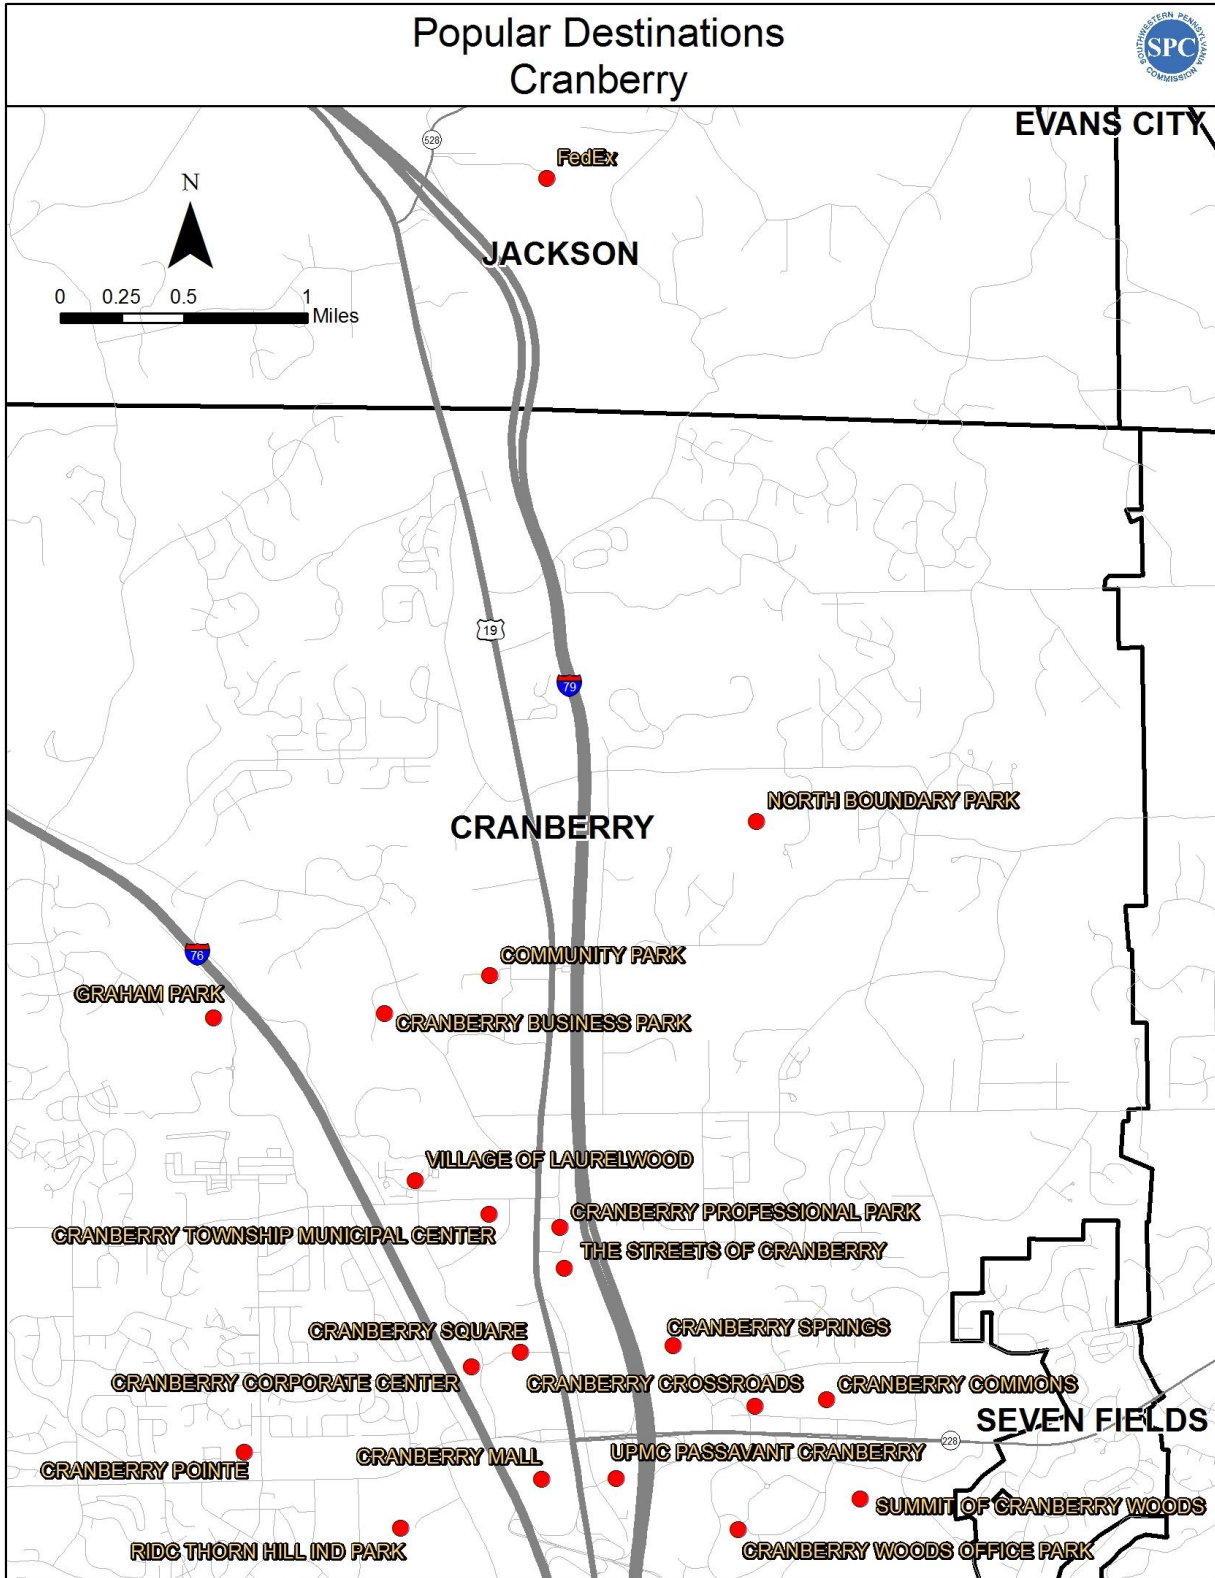 Popular Destinations
Cranberry
SOUTHWESTERN PENNSYLVANIA
SPC
COMMISSION
EVANS CITY
528
FedEx
N
JACKSON
0 0.25 0.5 1
Miles
19
79
NORTH BOUNDARY PARK
CRANBERRY
76
COMMUNITY PARK
GRAHAM PARK
CRANBERRY BUSINESS PARK
VILLAGE OF LAURELWOOD
CRANBERRY PROFESSIONAL PARK
CRANBERRY TOWNSHIP MUNICIPAL CENTER
THE STREETS OF CRANBERRY
CRANBERRY SQUARE
CRANBERRY SPRINGS
CRANBERRY CORPORATE CENTER
CRANBERRY CROSSROADS
CRANBERRY COMMONS
SEVEN FIELDS
228
CRANBERRY MALL
UPMC PASSAVANT CRANBERRY
CRANBERRY POINTE
SUMMIT OF CRANBERRY WOODS
RIDC THORN HILL IND PARK
CRANBERRY WOODS OFFICE PARK